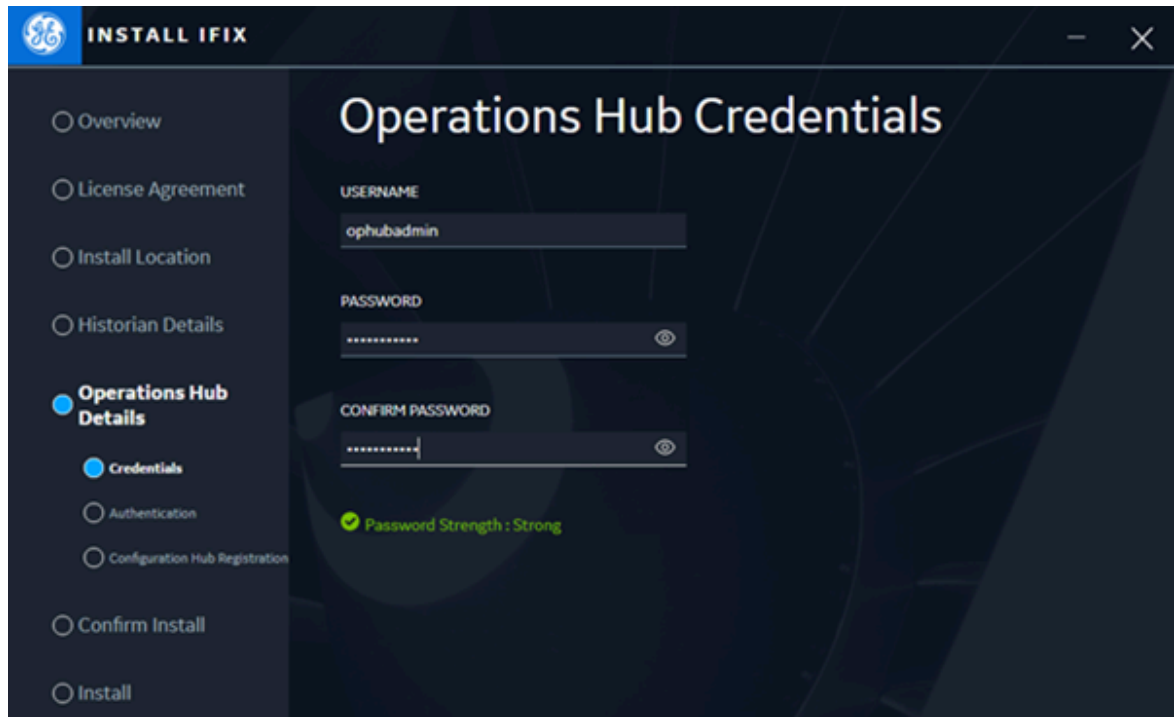 INSTALL IFIX
Overview
License Agreement
Install Location
Historian Details
Operations Hub
Details
Credentials
Authentication
Configuration Hub Registration
Confirm Install
Install
Operations Hub Credentials
USERNAME
ophubadmin
PASSWORD
•••••••••••
CONFIRM PASSWORD
•••••••••••
Password Strength : Strong